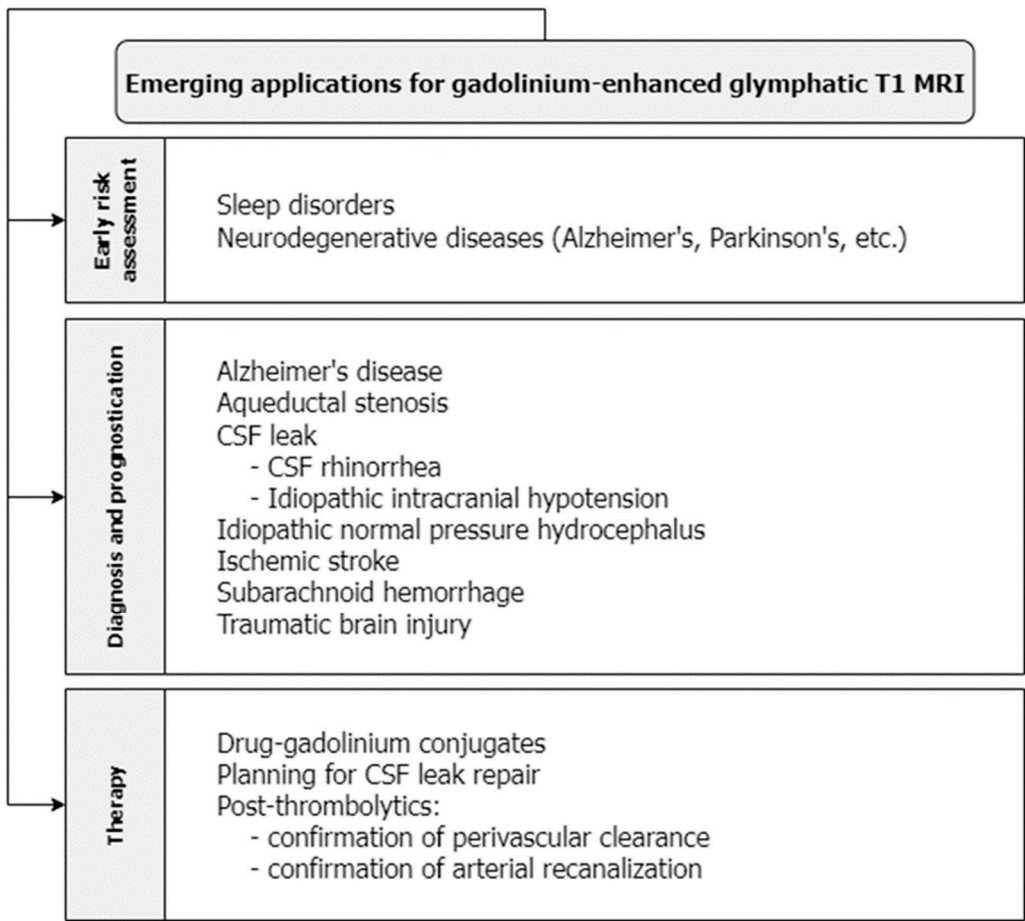 Emerging applications for gadolinium-enhanced glymphatic T1 MRI
Early risk
assessment
Sleep disorders
Neurodegenerative diseases (Alzheimer's, Parkinson's, etc.)
Diagnosis and prognostication
Alzheimer's disease
Aqueductal stenosis
CSF leak
- CSF rhinorrhea
- Idiopathic intracranial hypotension
Idiopathic normal pressure hydrocephalus
Ischemic stroke
Subarachnoid hemorrhage
Traumatic brain injury
Therapy
Drug-gadolinium conjugates
Planning for CSF leak repair
Post-thrombolytics:
- confirmation of perivascular clearance
- confirmation of arterial recanalization